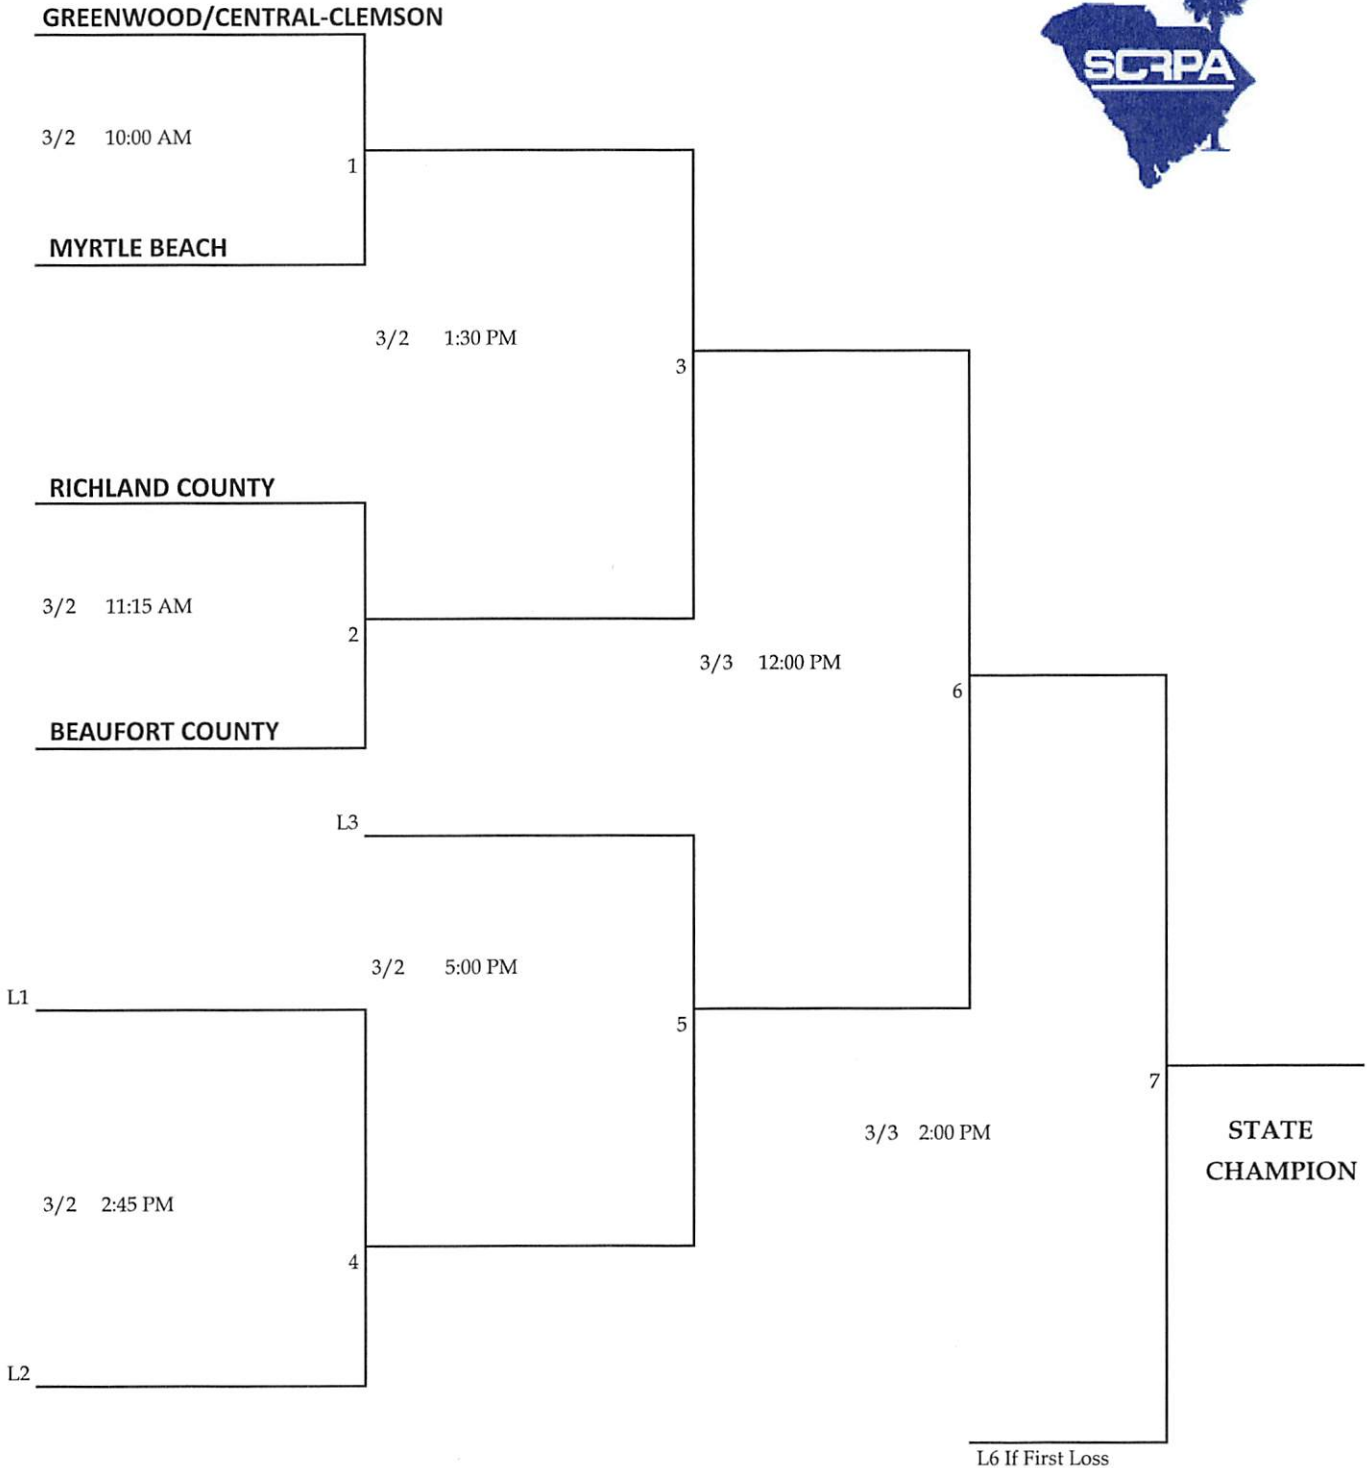 GREENWOOD/CENTRAL-CLEMSON
SCRPA
3/2 10:00 AM
1
MYRTLE BEACH
3/2 1:30 PM
3
RICHLAND COUNTY
3/2 11:15 AM
2
3/3 12:00 PM
6
BEAUFORT COUNTY
L3
3/2 5:00 PM
L1
5
7
3/3 2:00 PM
STATE
CHAMPION
3/2 2:45 PM
4
L2
L6 If First Loss